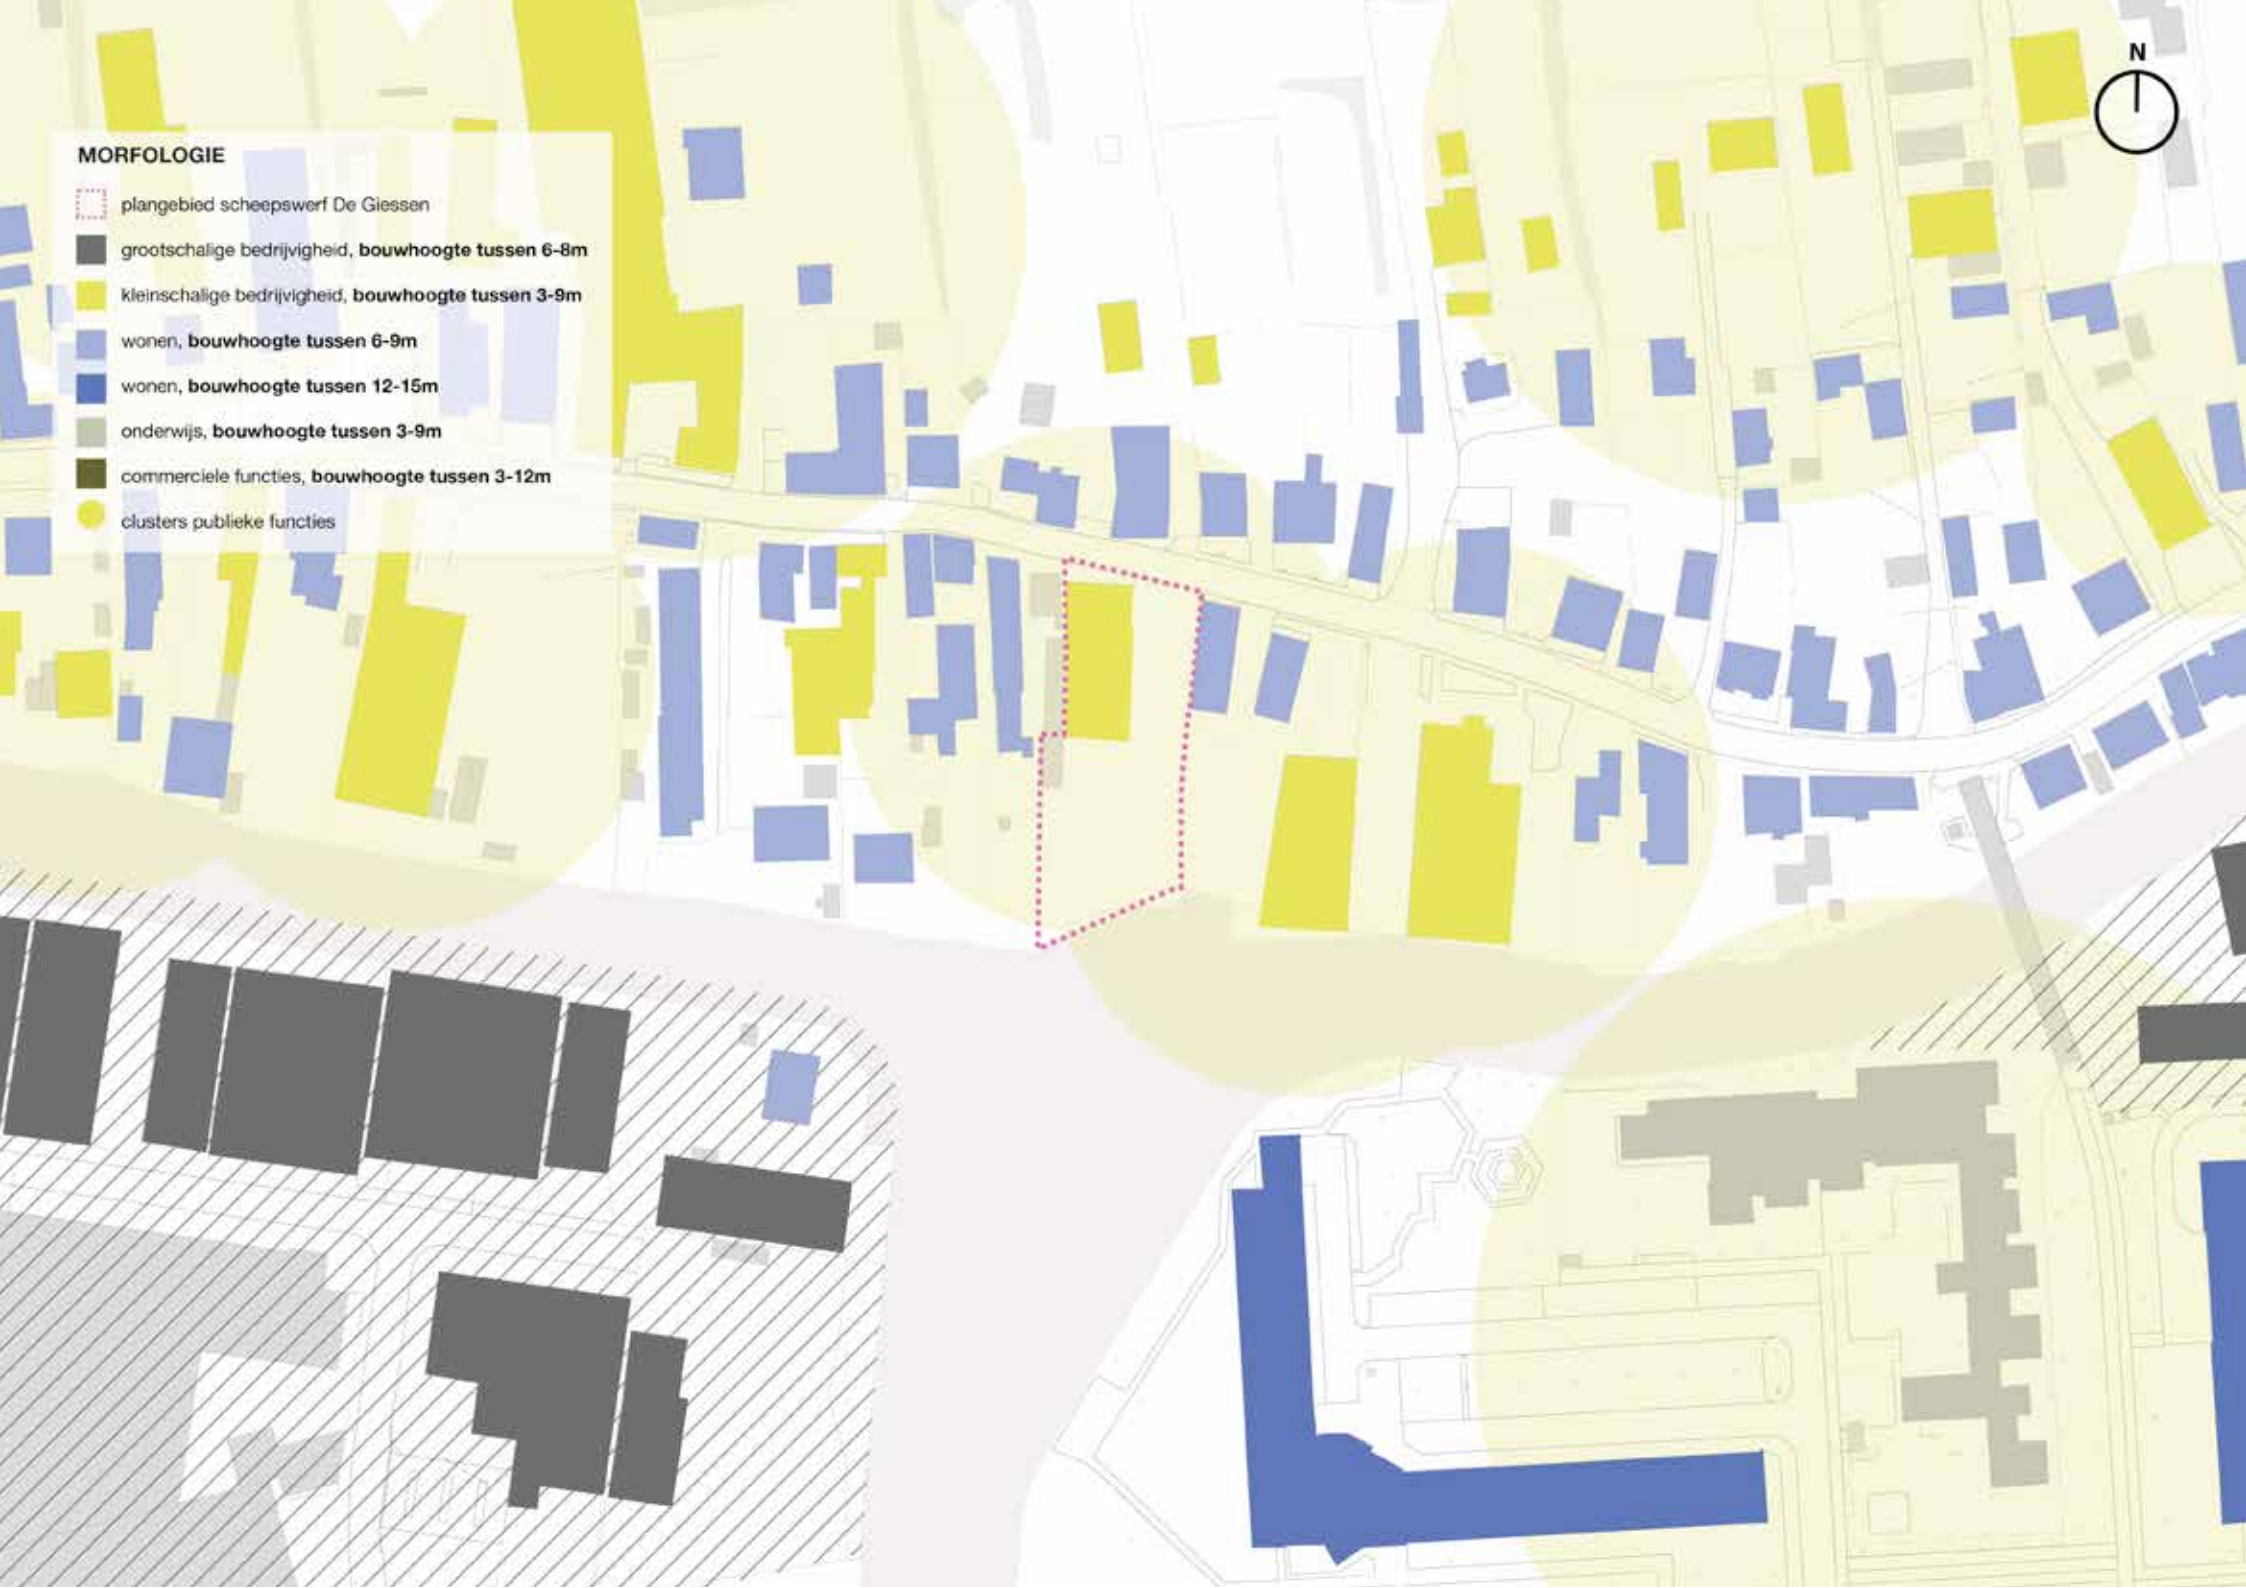 N
MORFOLOGIE
plangebied scheepswerf De Giessen
grootschalige bedrijvigheid, bouwhoogte tussen 6-8m
kleinschalige bedrijvigheid, bouwhoogte tussen 3-9m
wonen, bouwhoogte tussen 6-9m
wonen, bouwhoogte tussen 12-15m
onderwijs, bouwhoogte tussen 3-9m
commerciele functies, bouwhoogte tussen 3-12m
clusters publieke functies